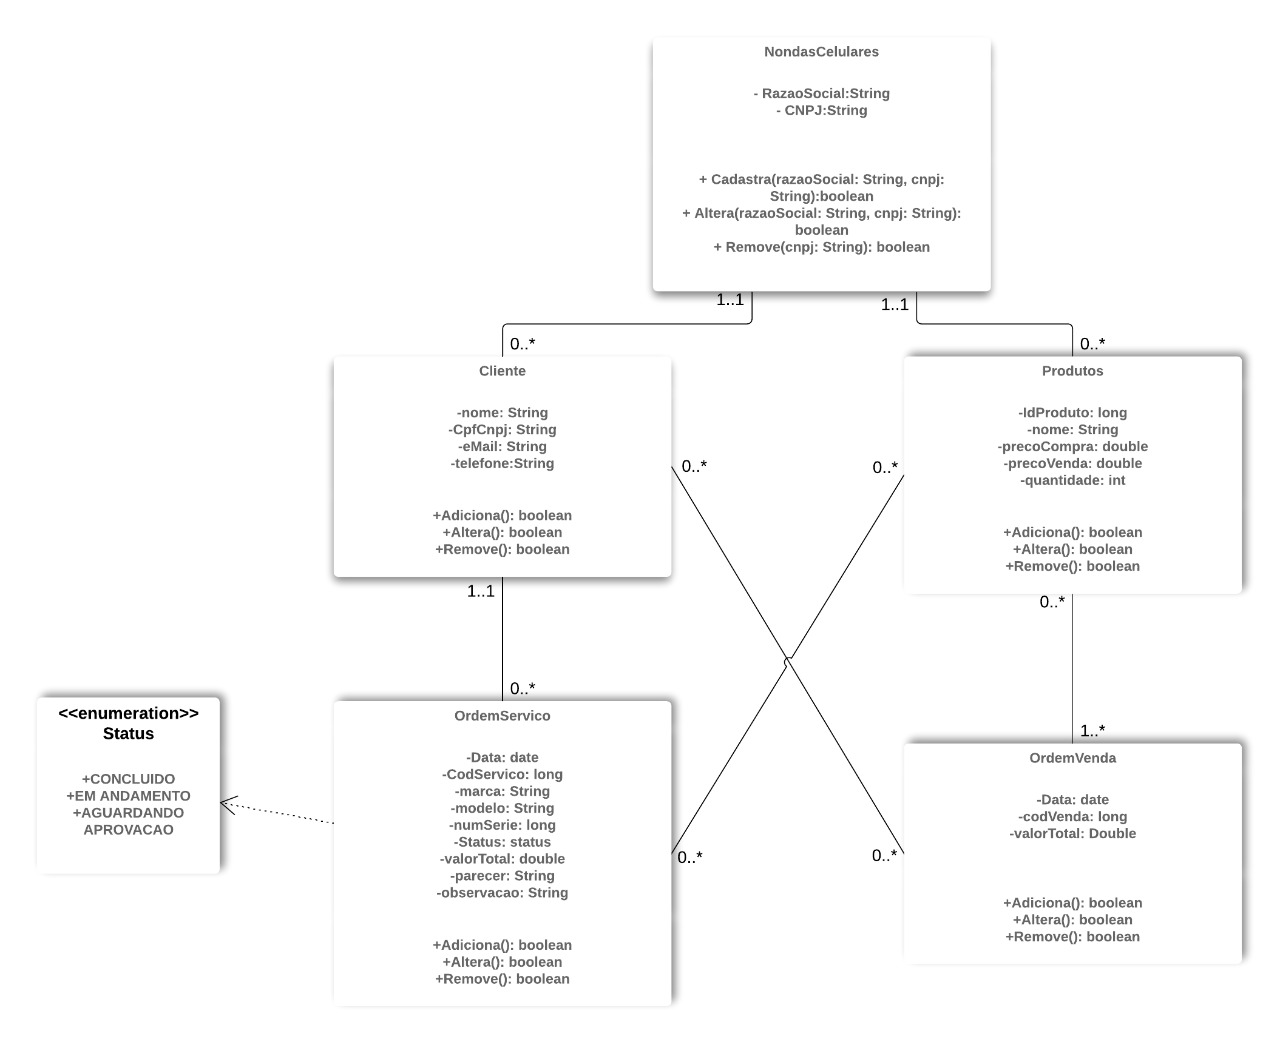 NondasCelulares
- RazaoSocial:String
- CNPJ:String
+ Cadastra(razaoSocial: String, cnpj:
String):boolean
+ Altera(razaoSocial: String, cnpj: String):
boolean
+ Remove(cnpj: String): boolean
1..1
1..1
0..*
0..*
Cliente
-nome: String
-CpfCnpj: String
-eMail: String
-telefone:String
+Adiciona(): boolean
+Altera(): boolean
+Remove(): boolean
Produtos
-IdProduto: long
-nome: String
-precoCompra: double
-precoVenda: double
-quantidade: int
+Adiciona(): boolean
+Altera(): boolean
+Remove(): boolean
0..*
0..*
1..1
0..*
0..*
1..*
<<enumeration>>
Status
+CONCLUIDO
+EM ANDAMENTO
+AGUARDANDO
APROVACAO
OrdemServico
-Data: date
-CodServico: long
-marca: String
-modelo: String
-numSerie: long
-Status: status
-valorTotal: double
-parecer: String
-observacao: String
+Adiciona(): boolean
+Altera(): boolean
+Remove(): boolean
0..*
0..*
OrdemVenda
-Data: date
-codVenda: long
-valorTotal: Double
+Adiciona(): boolean
+Altera(): boolean
+Remove(): boolean